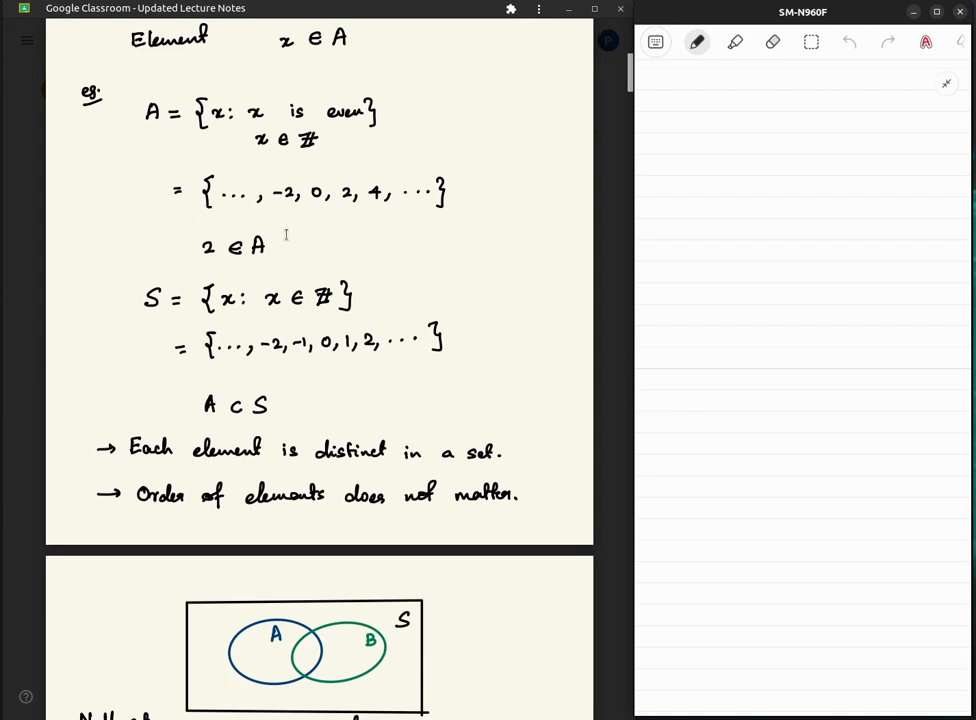 Google Classroom - Updated Lecture Notes
SM-N960F
Element x ∈ A
eg.
A = {x: x is even}
x ∈ ℤ
= {..., -2, 0, 2, 4, ...}
2 ∈ A
S = {x: x ∈ ℤ}
= {..., -2, -1, 0, 1, 2, ...}
A ⊂ S
→ Each element is distinct in a set.
→ Order of elements does not matter.
S
A
B